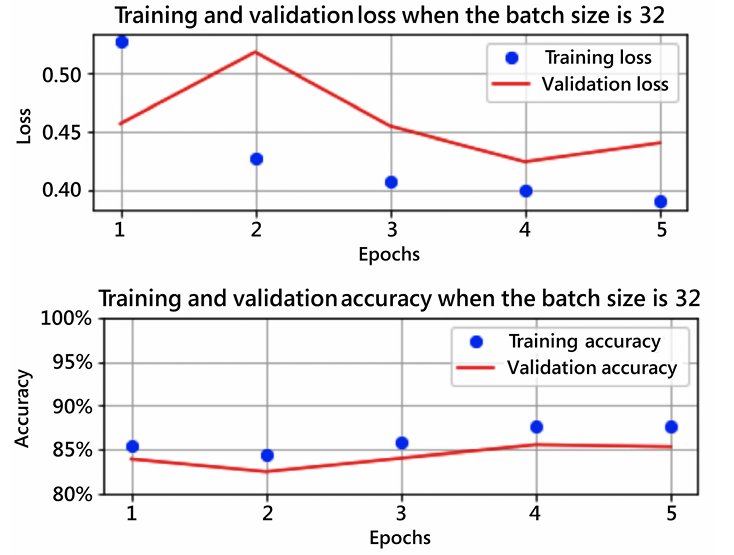 Training and validation loss when the batch size is 32
Loss
0.50
0.45
0.40
Training loss
Validation loss
1 2 3 4 5
Epochs
Training and validation accuracy when the batch size is 32
Accuracy
100%
95%
90%
85%
80%
Training accuracy
Validation accuracy
1 2 3 4 5
Epochs